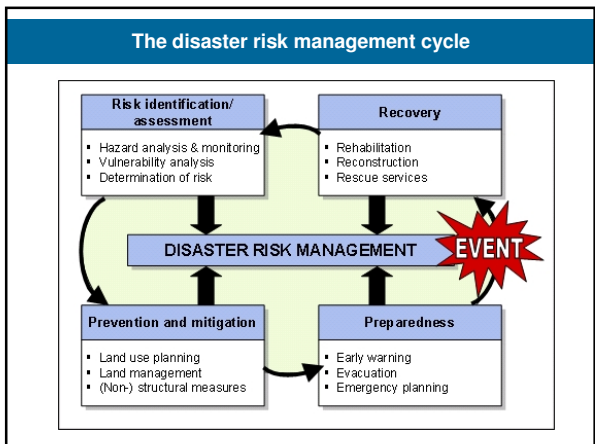 The disaster risk management cycle
Risk identification/
assessment
▪ Hazard analysis & monitoring
▪ Vulnerability analysis
▪ Determination of risk
Recovery
▪ Rehabilitation
▪ Reconstruction
▪ Rescue services
DISASTER RISK MANAGEMENT
EVENT
Prevention and mitigation
▪ Land use planning
▪ Land management
▪ (Non-) structural measures
Preparedness
▪ Early warning
▪ Evacuation
▪ Emergency planning